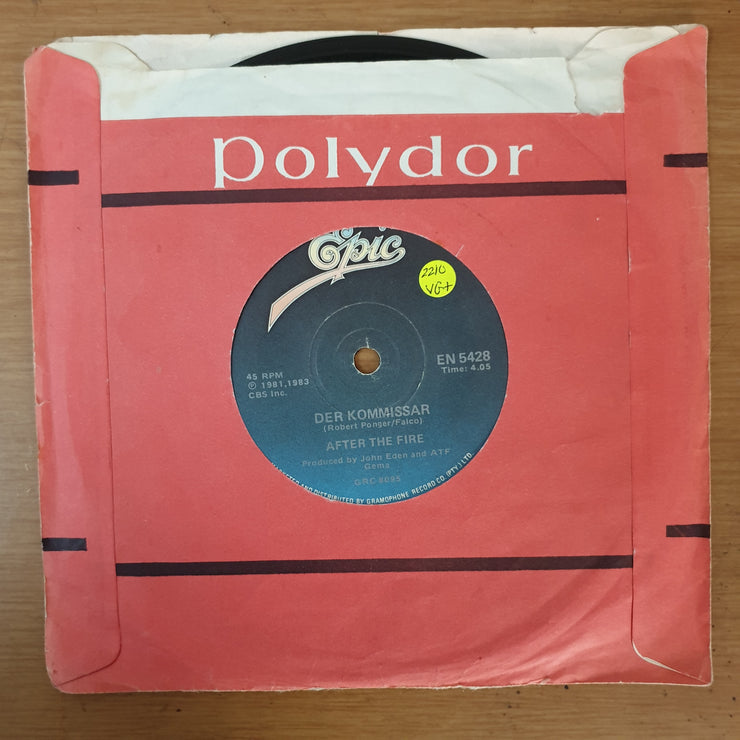 Polydor
Epic
2210
VG+
EN 5428
Time: 4.05
45 RPM
℗ 1981,1983
CBS Inc.
DER KOMMISSAR
(Robert Ponger/Falco)
AFTER THE FIRE
Produced by John Eden and ATF
Gema
GRC 8095
AND DISTRIBUTED BY GRAMOPHONE RECORD CO. (PTY.) LTD.